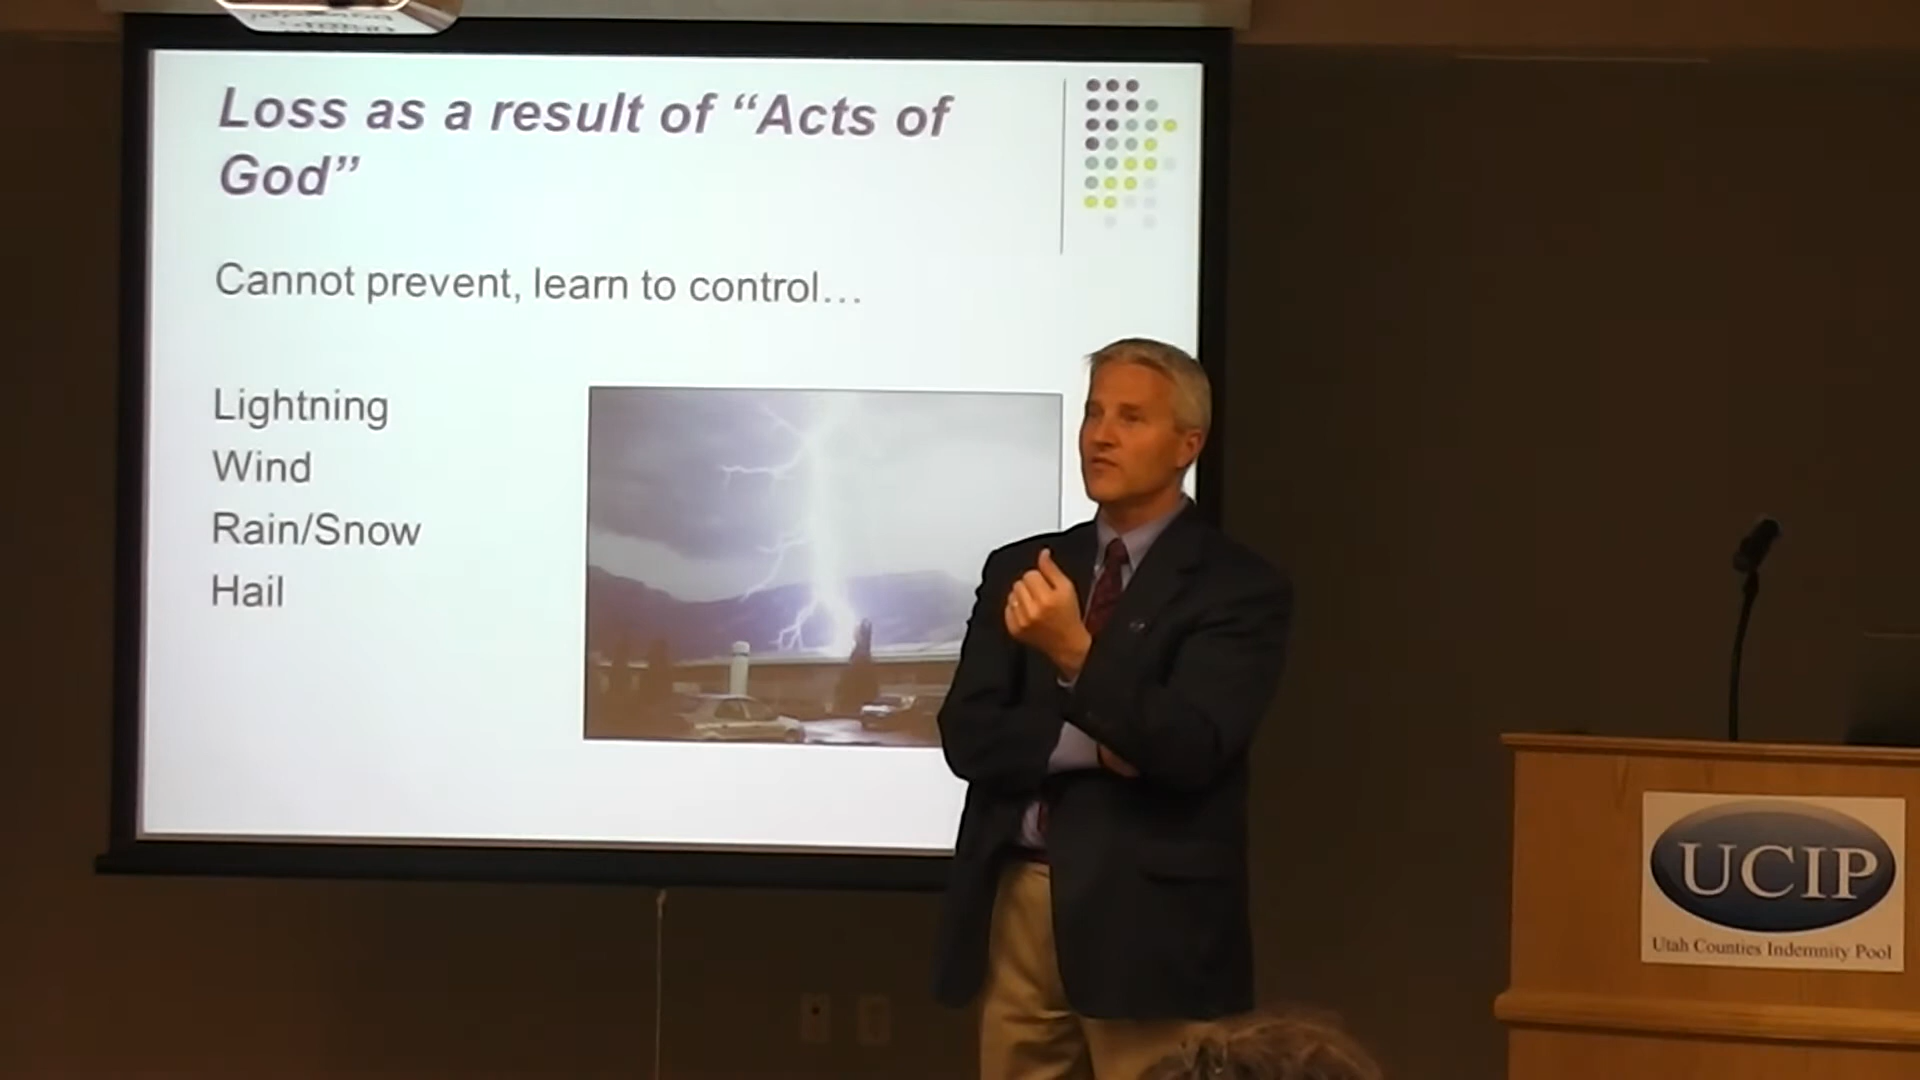 Loss as a result of “Acts of
God”
Cannot prevent, learn to control…
Lightning
Wind
Rain/Snow
Hail
UCIP
Utah Counties Indemnity Pool